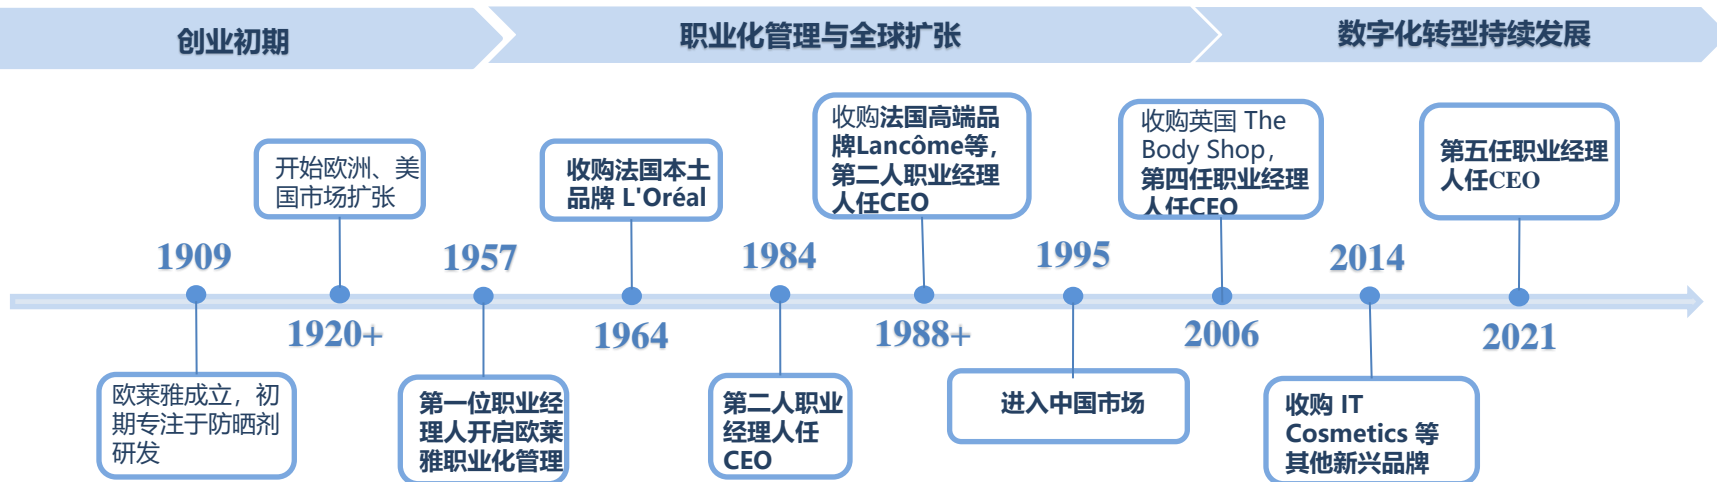 创业初期
职业化管理与全球扩张
数字化转型持续发展
开始欧洲、美
国市场扩张
收购法国本土
品牌 L'Oréal
收购法国高端品
牌Lancôme等，
第二人职业经理
人任CEO
收购英国 The
Body Shop，
第四任职业经理
人任CEO
第五任职业经理
人任CEO
1909
1957
1984
1995
2014
1920+
1964
1988+
2006
2021
欧莱雅成立，初
期专注于防晒剂
研发
第一位职业经
理人开启欧莱
雅职业化管理
第二人职业
经理人任
CEO
进入中国市场
收购 IT
Cosmetics 等
其他新兴品牌